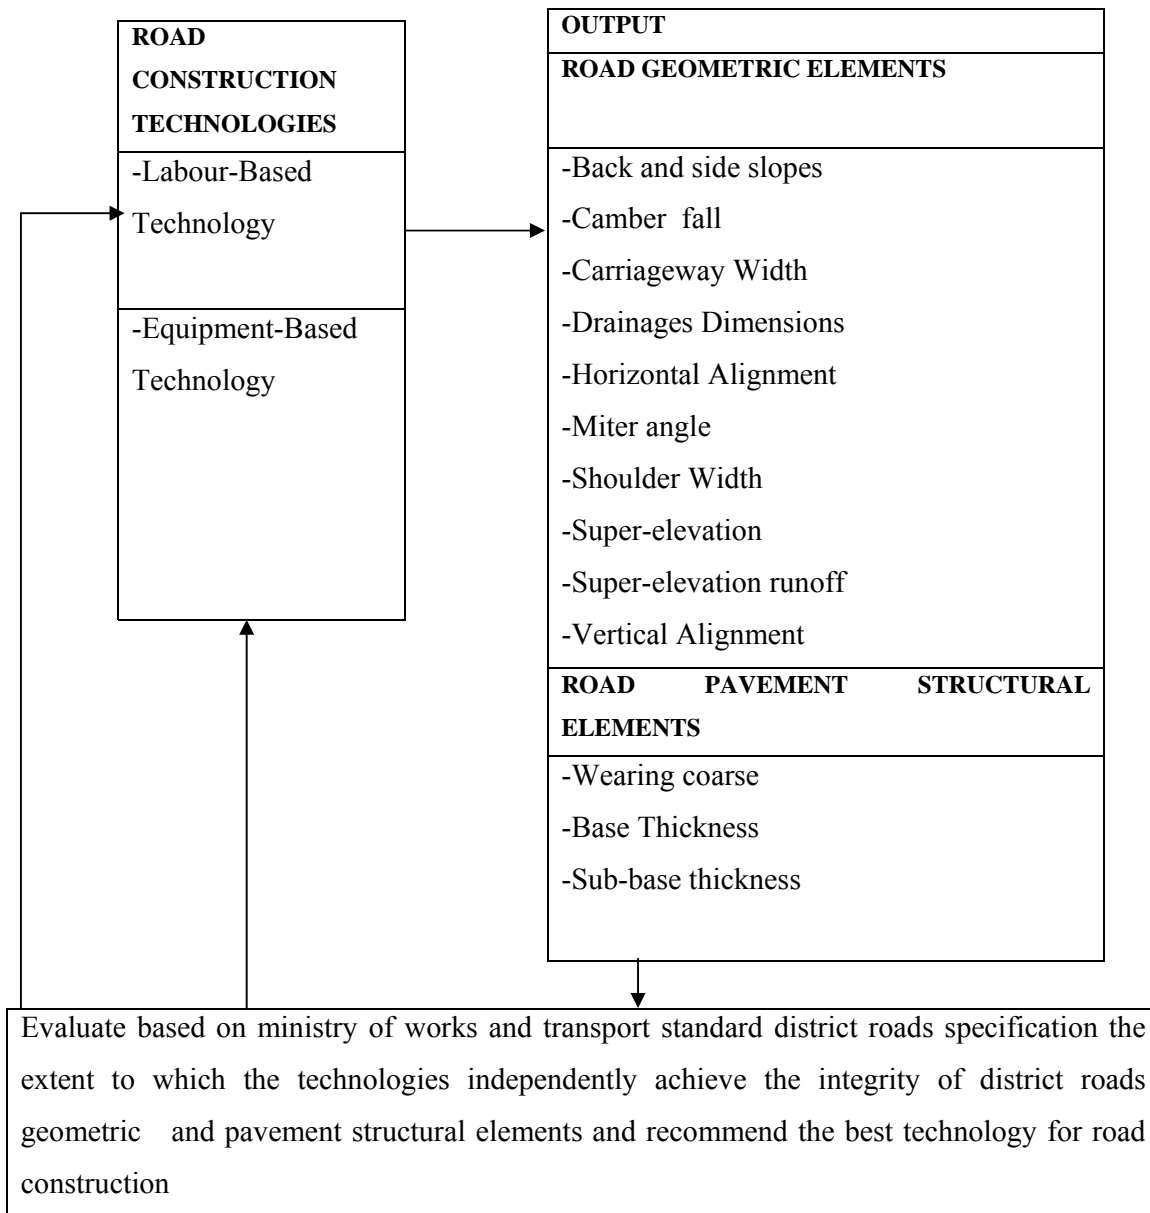 ROAD
CONSTRUCTION
TECHNOLOGIES
-Labour-Based
Technology
-Equipment-Based
Technology
OUTPUT
ROAD GEOMETRIC ELEMENTS
-Back and side slopes
-Camber fall
-Carriageway Width
-Drainages Dimensions
-Horizontal Alignment
-Miter angle
-Shoulder Width
-Super-elevation
-Super-elevation runoff
-Vertical Alignment
ROAD PAVEMENT STRUCTURAL
ELEMENTS
-Wearing coarse
-Base Thickness
-Sub-base thickness
Evaluate based on ministry of works and transport standard district roads specification the
extent to which the technologies independently achieve the integrity of district roads
geometric and pavement structural elements and recommend the best technology for road
construction